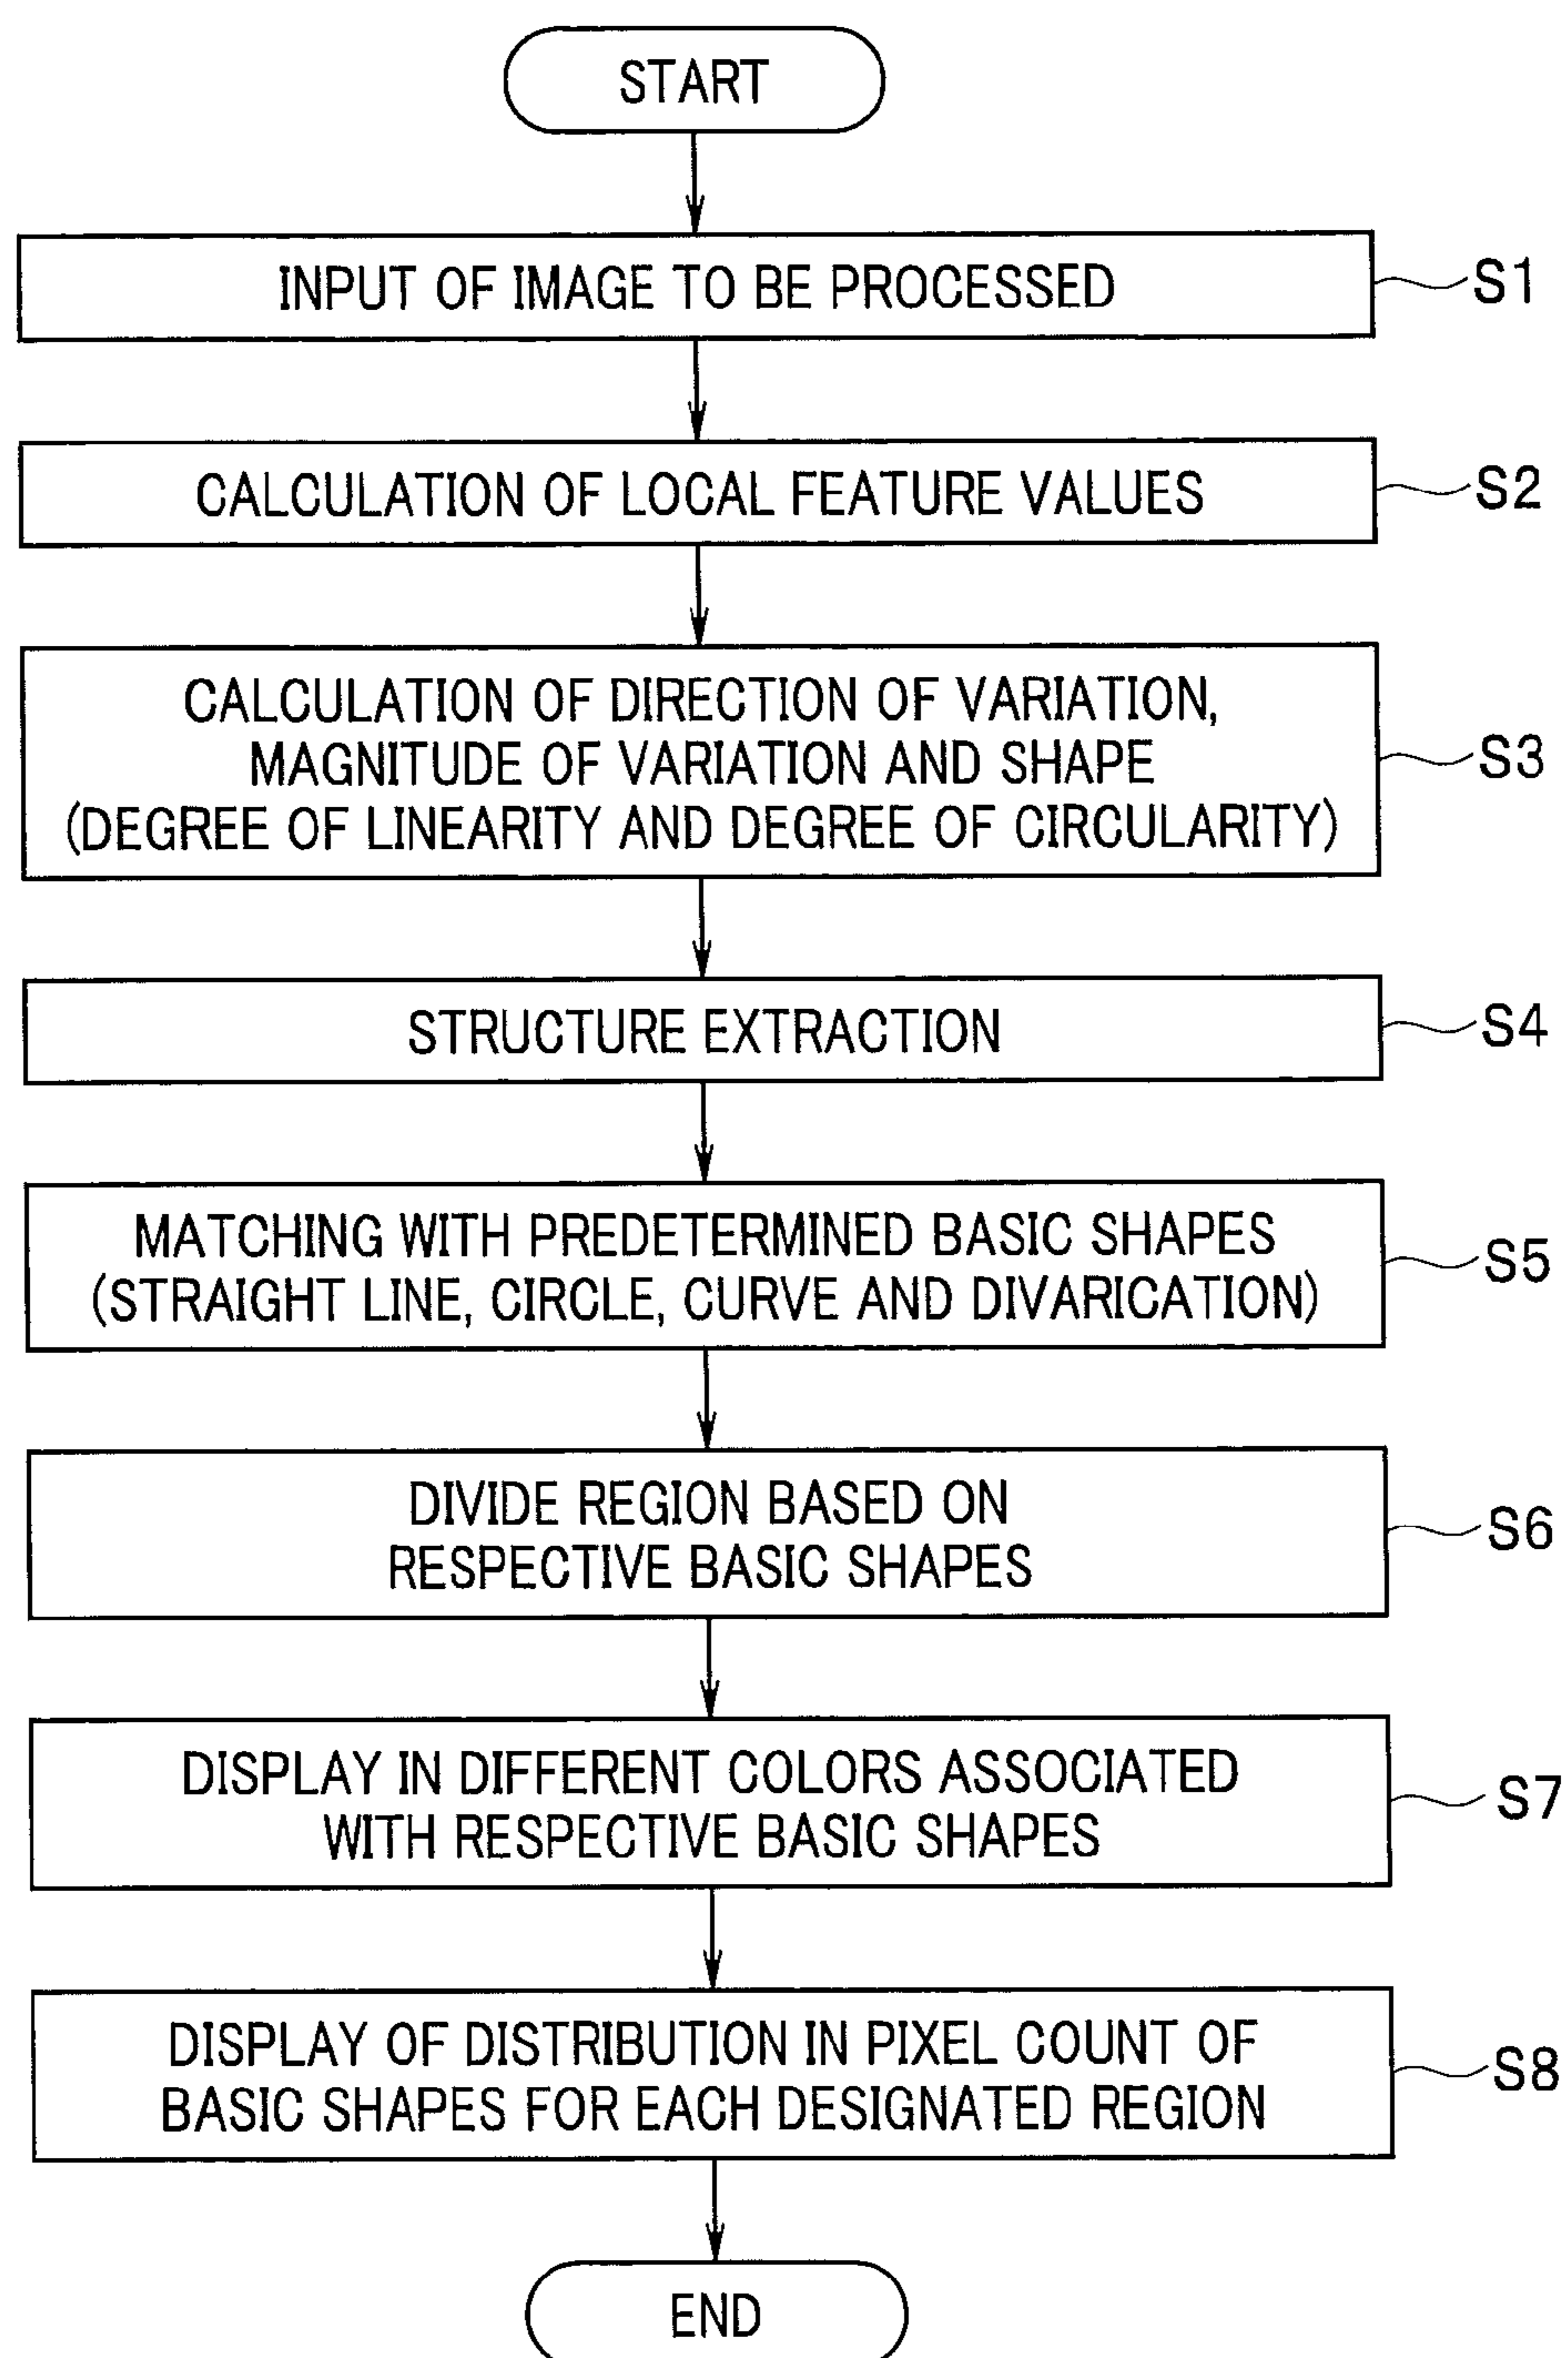 START
INPUT OF IMAGE TO BE PROCESSED
S1
CALCULATION OF LOCAL FEATURE VALUES
S2
CALCULATION OF DIRECTION OF VARIATION,
MAGNITUDE OF VARIATION AND SHAPE
(DEGREE OF LINEARITY AND DEGREE OF CIRCULARITY)
S3
STRUCTURE EXTRACTION
S4
MATCHING WITH PREDETERMINED BASIC SHAPES
(STRAIGHT LINE, CIRCLE, CURVE AND DIVARICATION)
S5
DIVIDE REGION BASED ON
RESPECTIVE BASIC SHAPES
S6
DISPLAY IN DIFFERENT COLORS ASSOCIATED
WITH RESPECTIVE BASIC SHAPES
S7
DISPLAY OF DISTRIBUTION IN PIXEL COUNT OF
BASIC SHAPES FOR EACH DESIGNATED REGION
S8
END